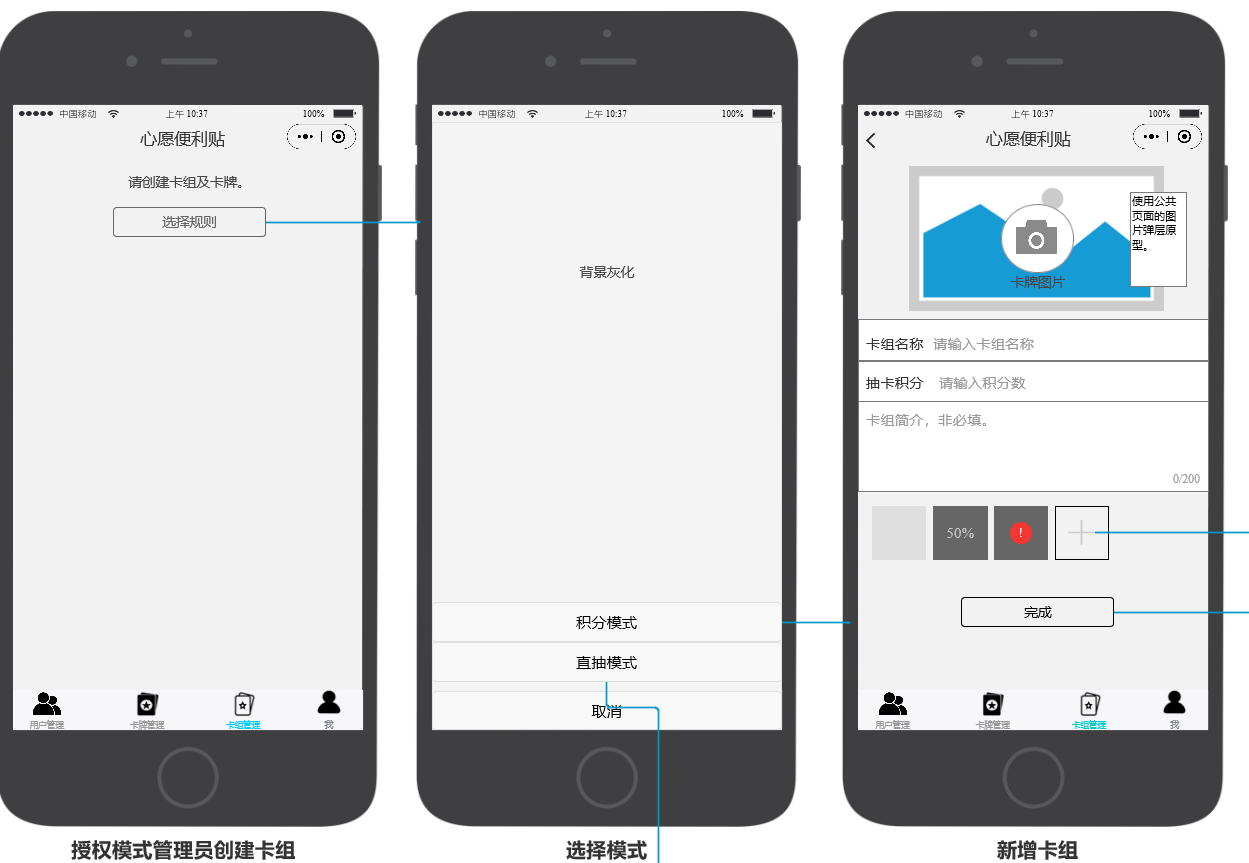 中国移动
上午 10:37
100%
心愿便利贴
请创建卡组及卡牌。
选择规则
用户管理
卡牌管理
卡组管理
我
授权模式管理员创建卡组
中国移动
上午 10:37
100%
背景灰化
积分模式
直抽模式
取消
选择模式
中国移动
上午 10:37
100%
心愿便利贴
使用公共
页面的图
片弹层原
型。
卡牌图片
卡组名称 请输入卡组名称
抽卡积分 请输入积分数
卡组简介，非必填。
0/200
50%
!
完成
用户管理
卡牌管理
卡组管理
我
新增卡组